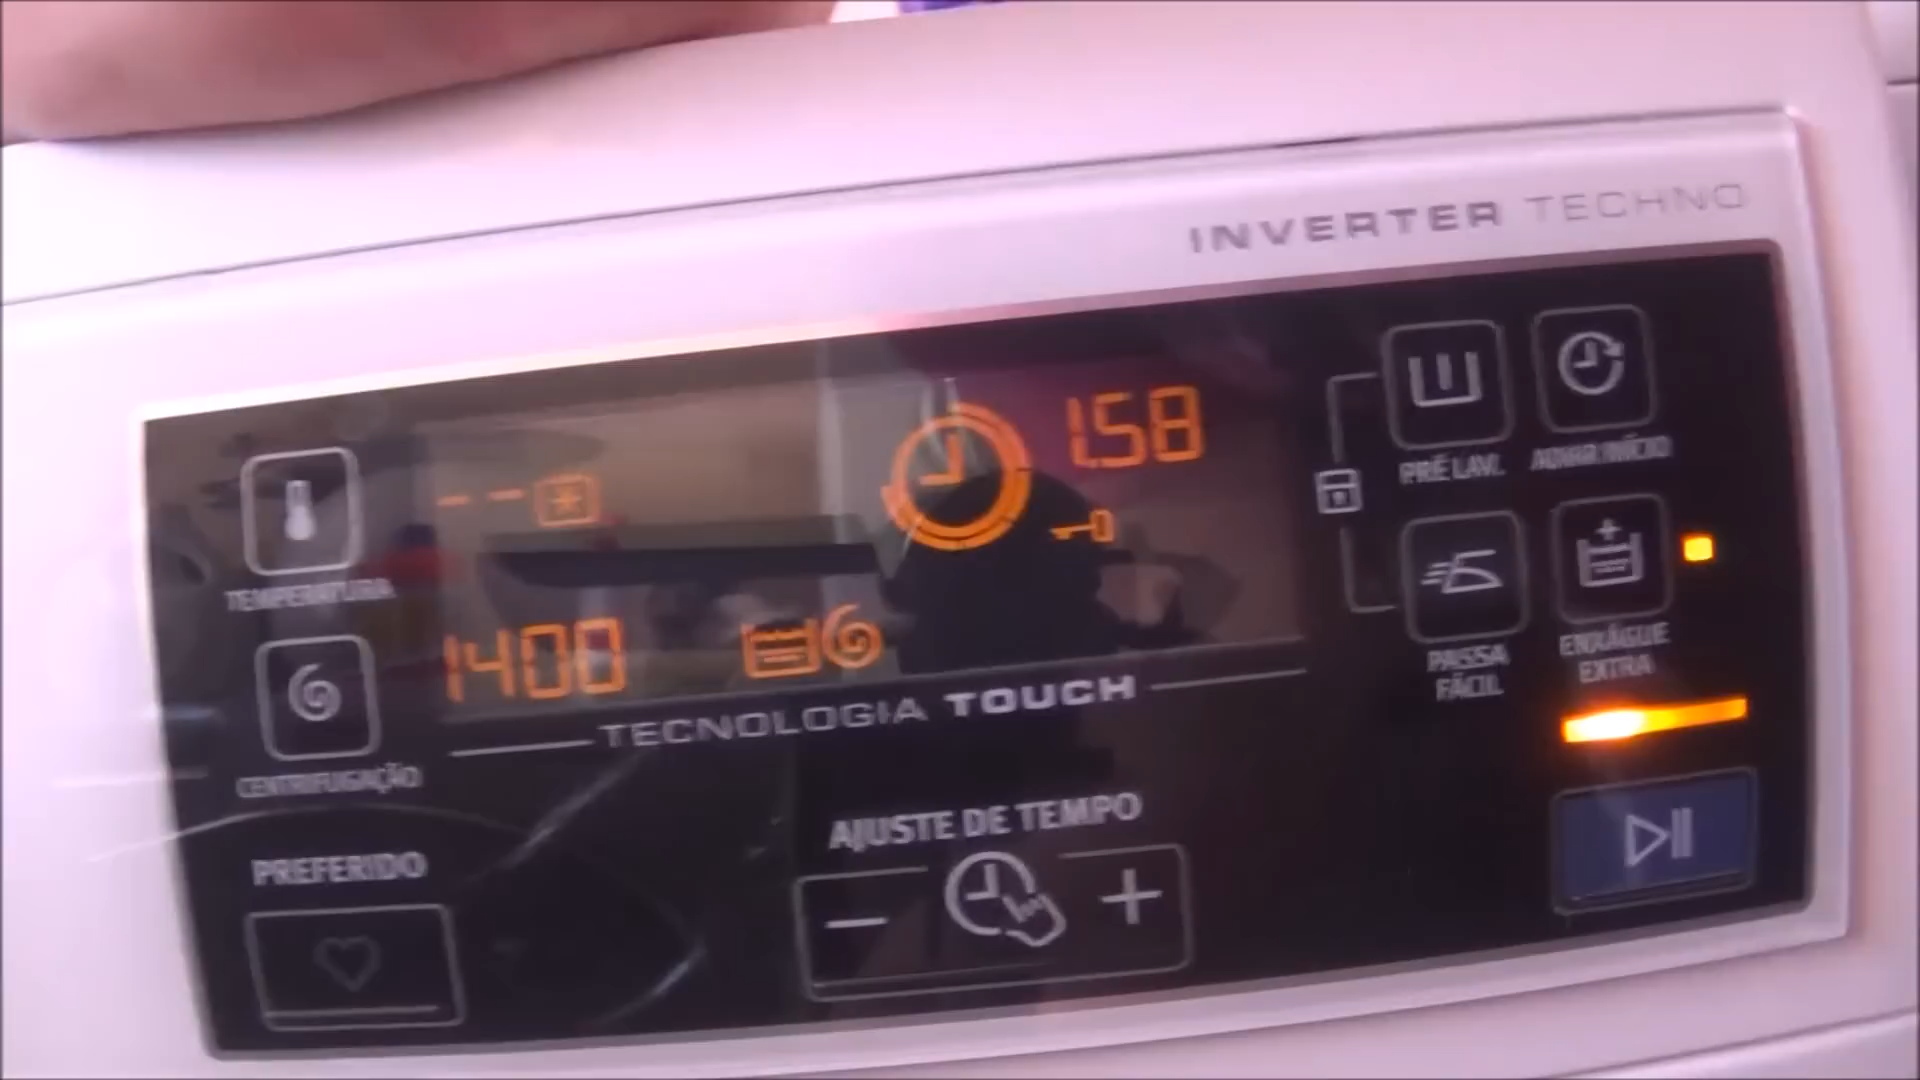 INVERTER TECHNO
1.58
--
1400
TEMPERATURA
CENTRIFUGAÇÃO
PRÉ LAV.
ADIAR INÍCIO
PASSA
FÁCIL
ENXÁGUE
EXTRA
TECNOLOGIA TOUCH
AJUSTE DE TEMPO
- +
PREFERIDO